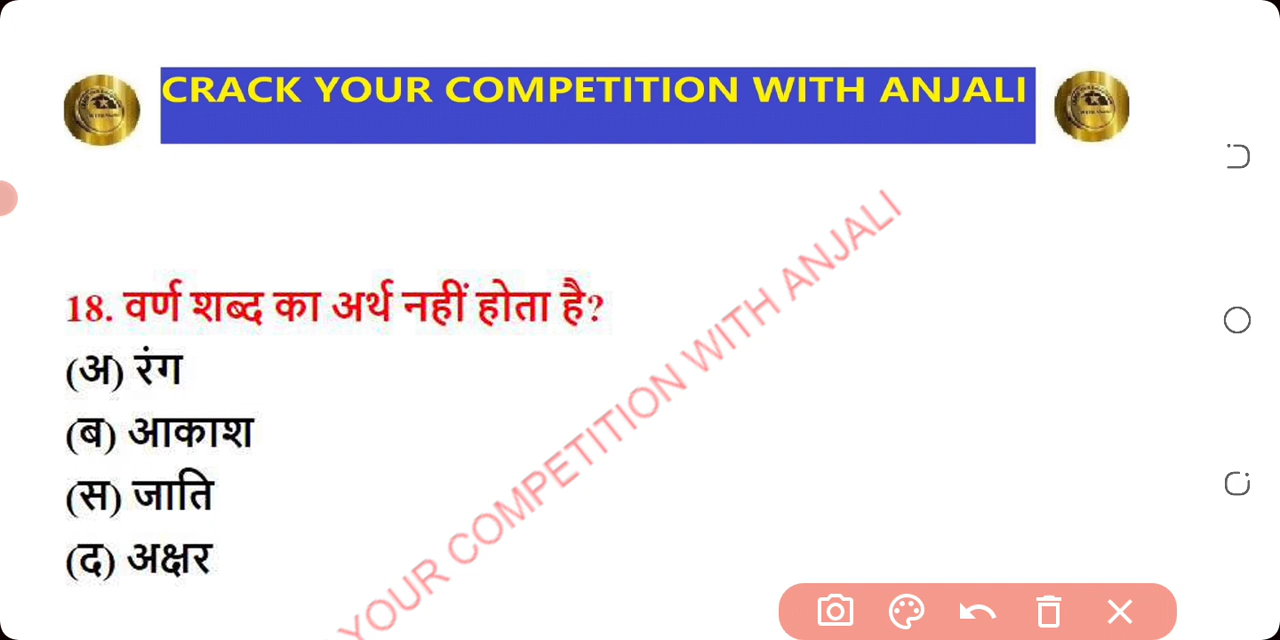 CRACK YOUR COMPETITION WITH ANJALI
18. वर्ण शब्द का अर्थ नहीं होता है?
(अ) रंग
(ब) आकाश
(स) जाति
(द) अक्षर
YOUR COMPETITION WITH ANJALI